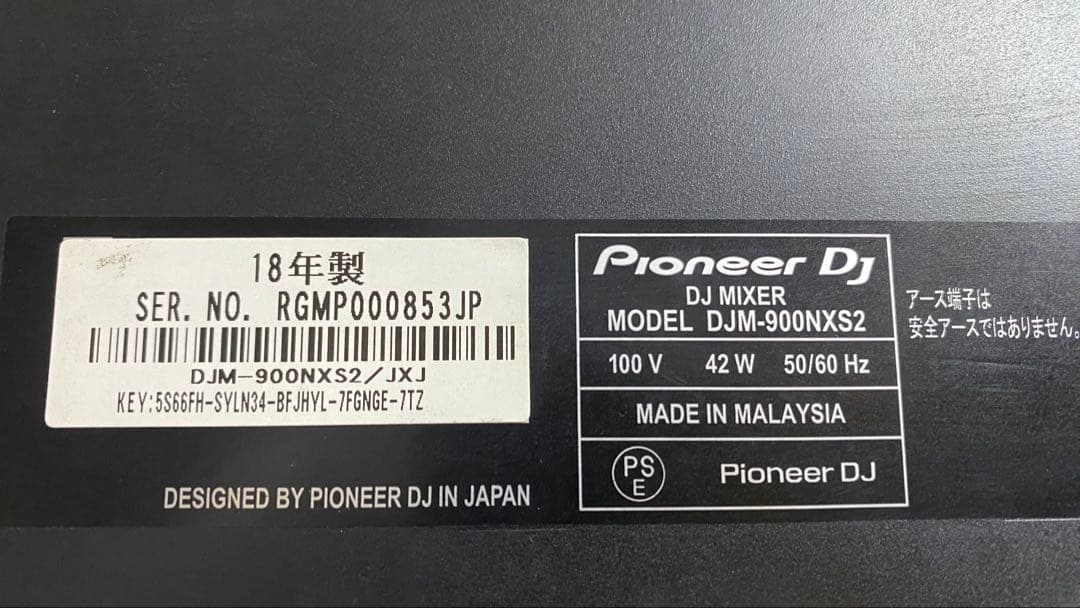 18年製
SER. NO. RGMP000853JP
DJM-900NXS2/JXJ
KEY:5S66FH-SYLN34-BFJHYL-7FGNGE-7TZ
DESIGNED BY PIONEER DJ IN JAPAN
Pioneer Dj
DJ MIXER
MODEL DJM-900NXS2
100 V 42 W 50/60 Hz
MADE IN MALAYSIA
PS
E
Pioneer DJ
アース端子は
安全アースではありません。